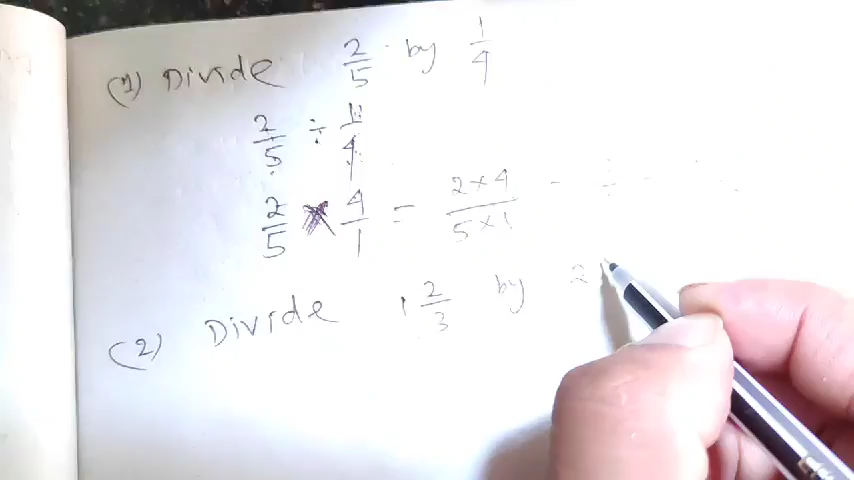 (1) Divide 2/5 by 1/4
2/5 ÷ 1/4
2/5 × 4/1 = 2×4/5×1
(2) Divide 1 2/3 by 2